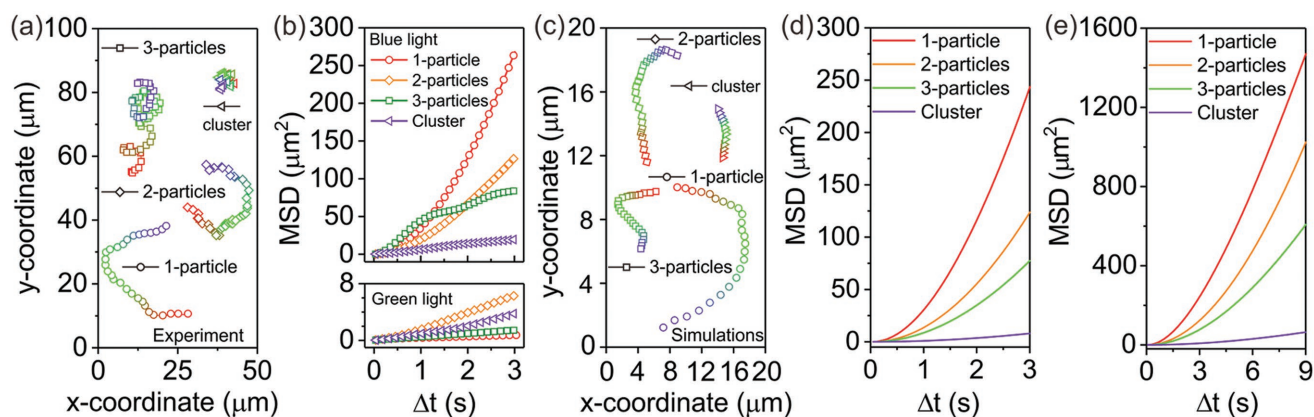 (a)
3-particles
cluster
2-particles
1-particle
Experiment
y-coordinate (μm)
100
80
60
40
20
0
0
25
50
x-coordinate (μm)
(b)
Blue light
1-particle
2-particles
3-particles
Cluster
MSD (μm²)
300
250
200
150
100
50
0
Green light
8
0
0
1
2
3
Δt (s)
(c)
2-particles
cluster
1-particle
3-particles
Simulations
y-coordinate (μm)
20
16
12
8
4
0
0
4
8
12
16
20
x-coordinate (μm)
(d)
1-particle
2-particles
3-particles
Cluster
MSD (μm²)
300
250
200
150
100
50
0
0
1
2
3
Δt (s)
(e)
1-particle
2-particles
3-particles
Cluster
MSD (μm²)
1600
1200
800
400
0
0
3
6
9
Δt (s)